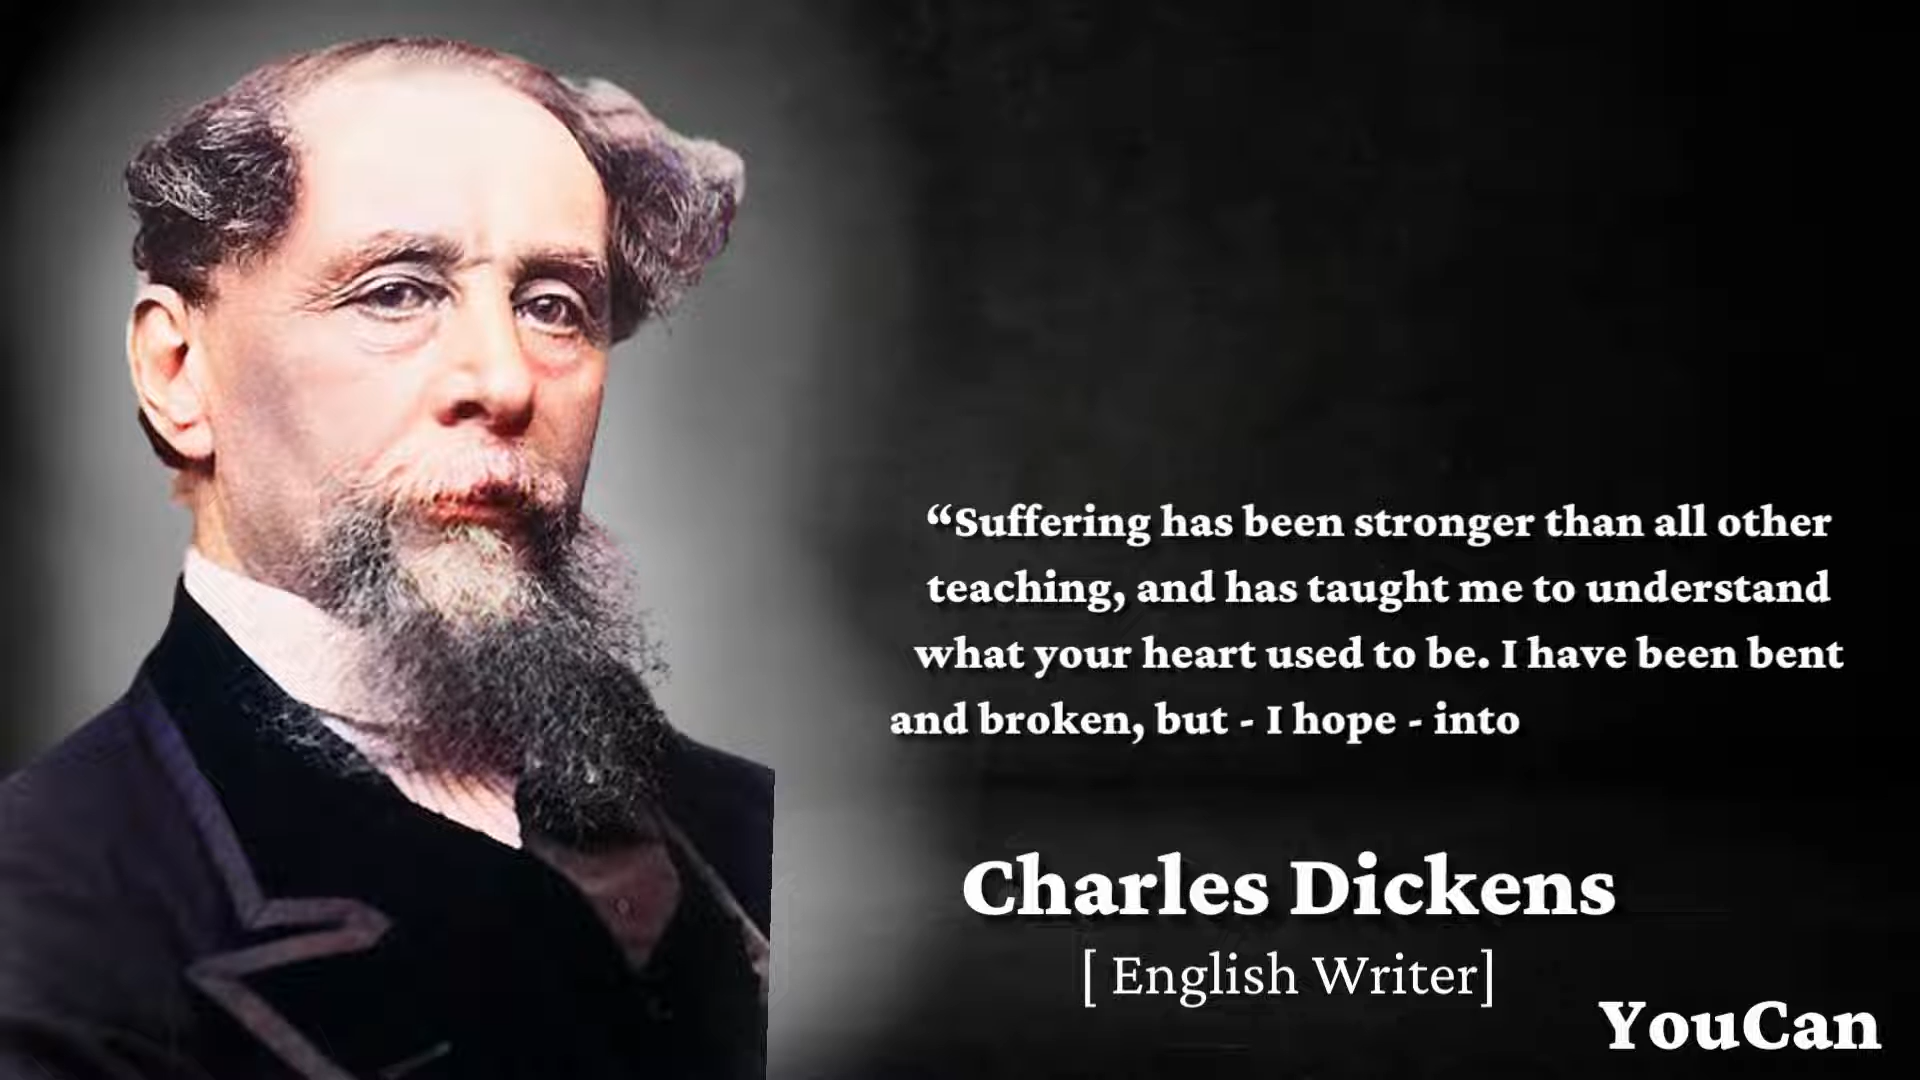 “Suffering has been stronger than all other
teaching, and has taught me to understand
what your heart used to be. I have been bent
and broken, but - I hope - into
Charles Dickens
[ English Writer]
YouCan